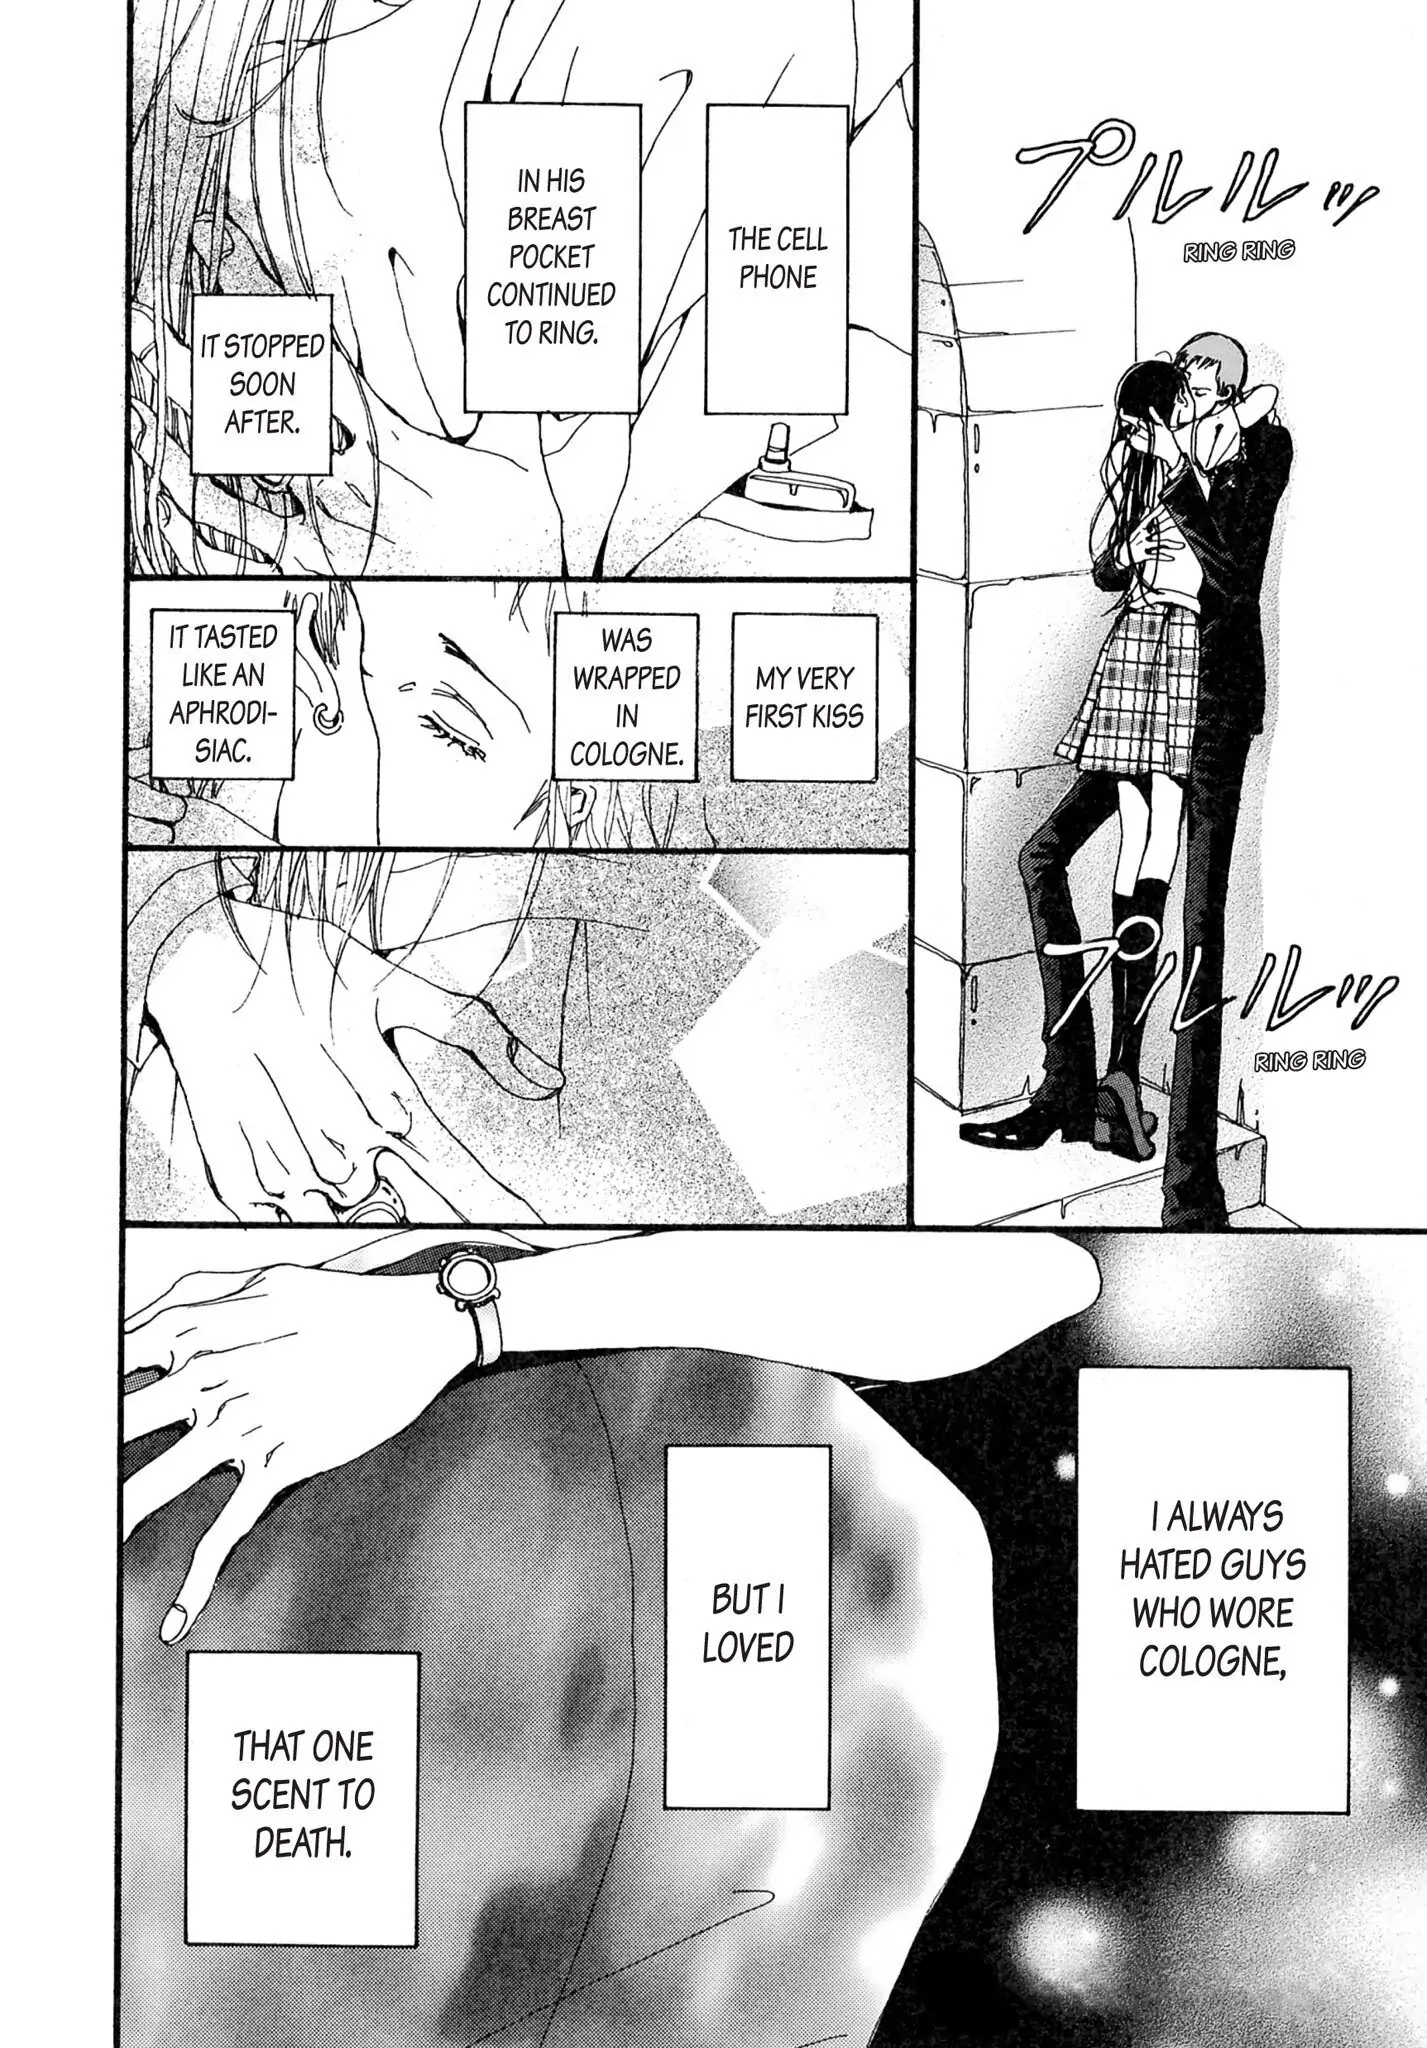 プルルルッ
RING RING
プルルルッ
RING RING
THE CELL
PHONE
IN HIS
BREAST
POCKET
CONTINUED
TO RING.
IT STOPPED
SOON
AFTER.
MY VERY
FIRST KISS
WAS
WRAPPED
IN
COLOGNE.
IT TASTED
LIKE AN
APHRODI-
SIAC.
I ALWAYS
HATED GUYS
WHO WORE
COLOGNE,
BUT I
LOVED
THAT ONE
SCENT TO
DEATH.